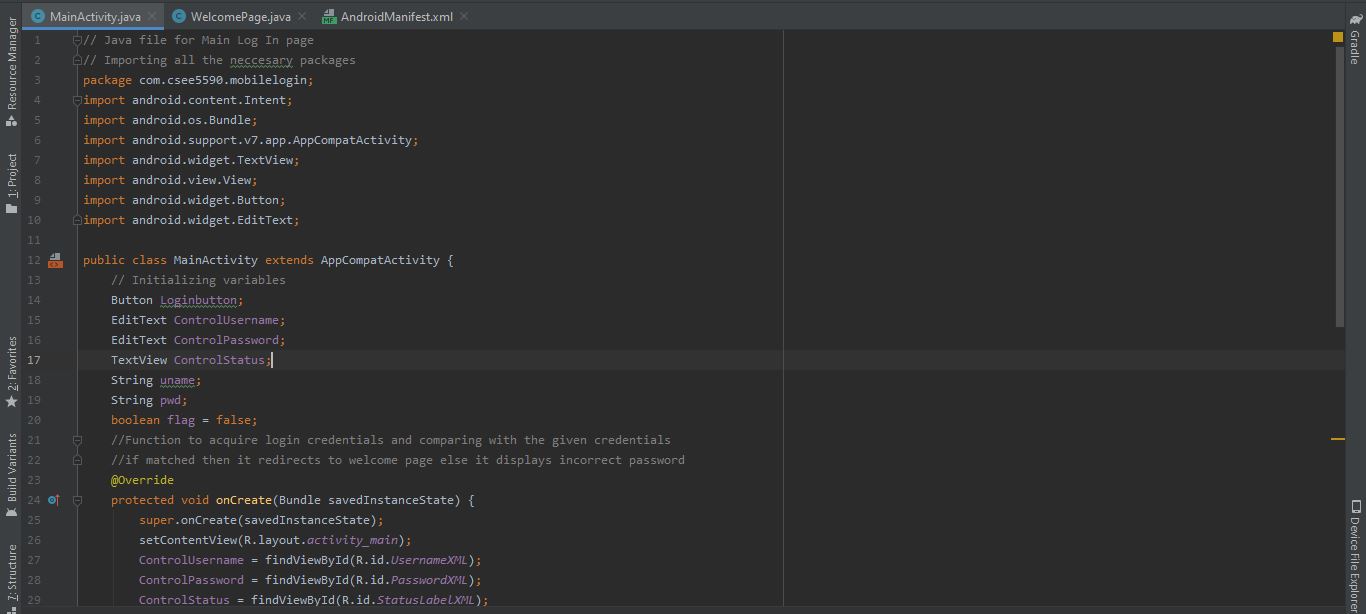 MainActivity.java
WelcomePage.java
AndroidManifest.xml
Resource Manager
1: Project
2: Favorites
Build Variants
7: Structure
1 // Java file for Main Log In page
2 // Importing all the neccesary packages
3 package com.csee5590.mobilelogin;
4 import android.content.Intent;
5 import android.os.Bundle;
6 import android.support.v7.app.AppCompatActivity;
7 import android.widget.TextView;
8 import android.view.View;
9 import android.widget.Button;
10 import android.widget.EditText;
11
12 public class MainActivity extends AppCompatActivity {
13 // Initializing variables
14 Button Loginbutton;
15 EditText ControlUsername;
16 EditText ControlPassword;
17 TextView ControlStatus;
18 String uname;
19 String pwd;
20 boolean flag = false;
21 //Function to acquire login credentials and comparing with the given credentials
22 //if matched then it redirects to welcome page else it displays incorrect password
23 @Override
24 protected void onCreate(Bundle savedInstanceState) {
25 super.onCreate(savedInstanceState);
26 setContentView(R.layout.activity_main);
27 ControlUsername = findViewById(R.id.UsernameXML);
28 ControlPassword = findViewById(R.id.PasswordXML);
29 ControlStatus = findViewById(R.id.StatusLabelXML);
Gradle
Device File Explorer